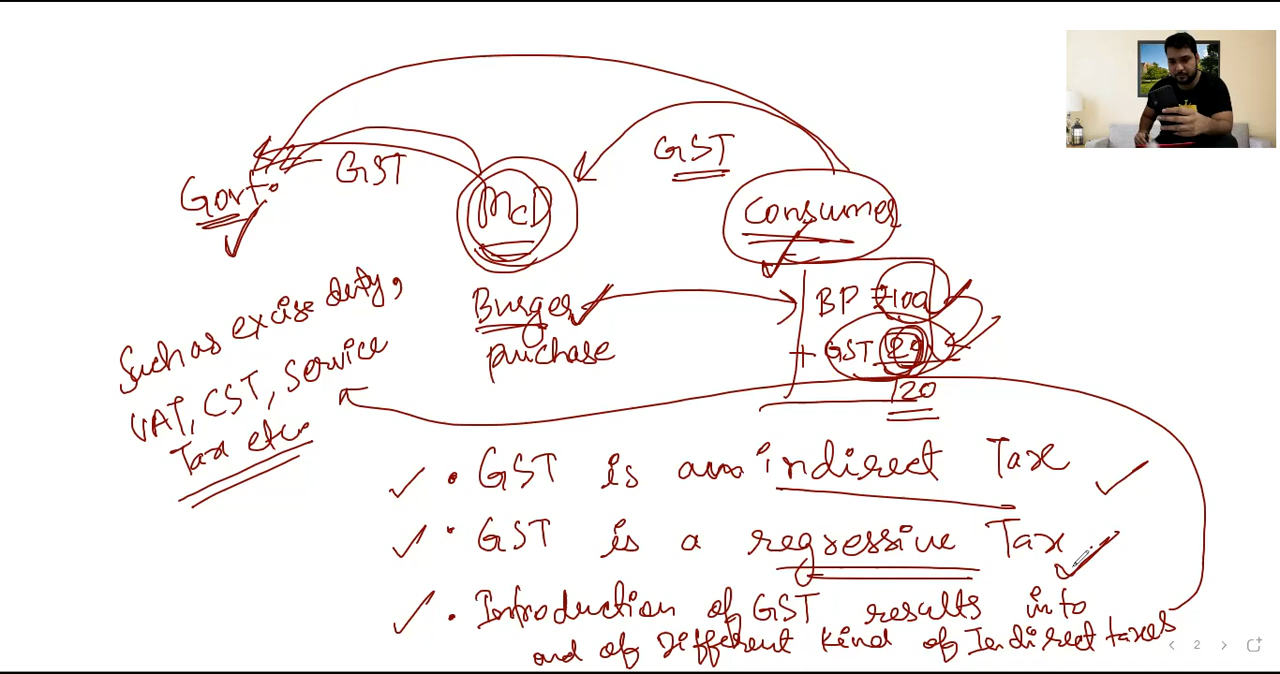 GST
GST
Govt.
McD
Consumer
Burger
purchase
BP ₹100
+ GST 20
120
Such as excise duty,
VAT, CST, Service
Tax etc.
• GST is an indirect Tax
• GST is a regressive Tax
• Introduction of GST results into
end of Different kind of Indirect taxes
2